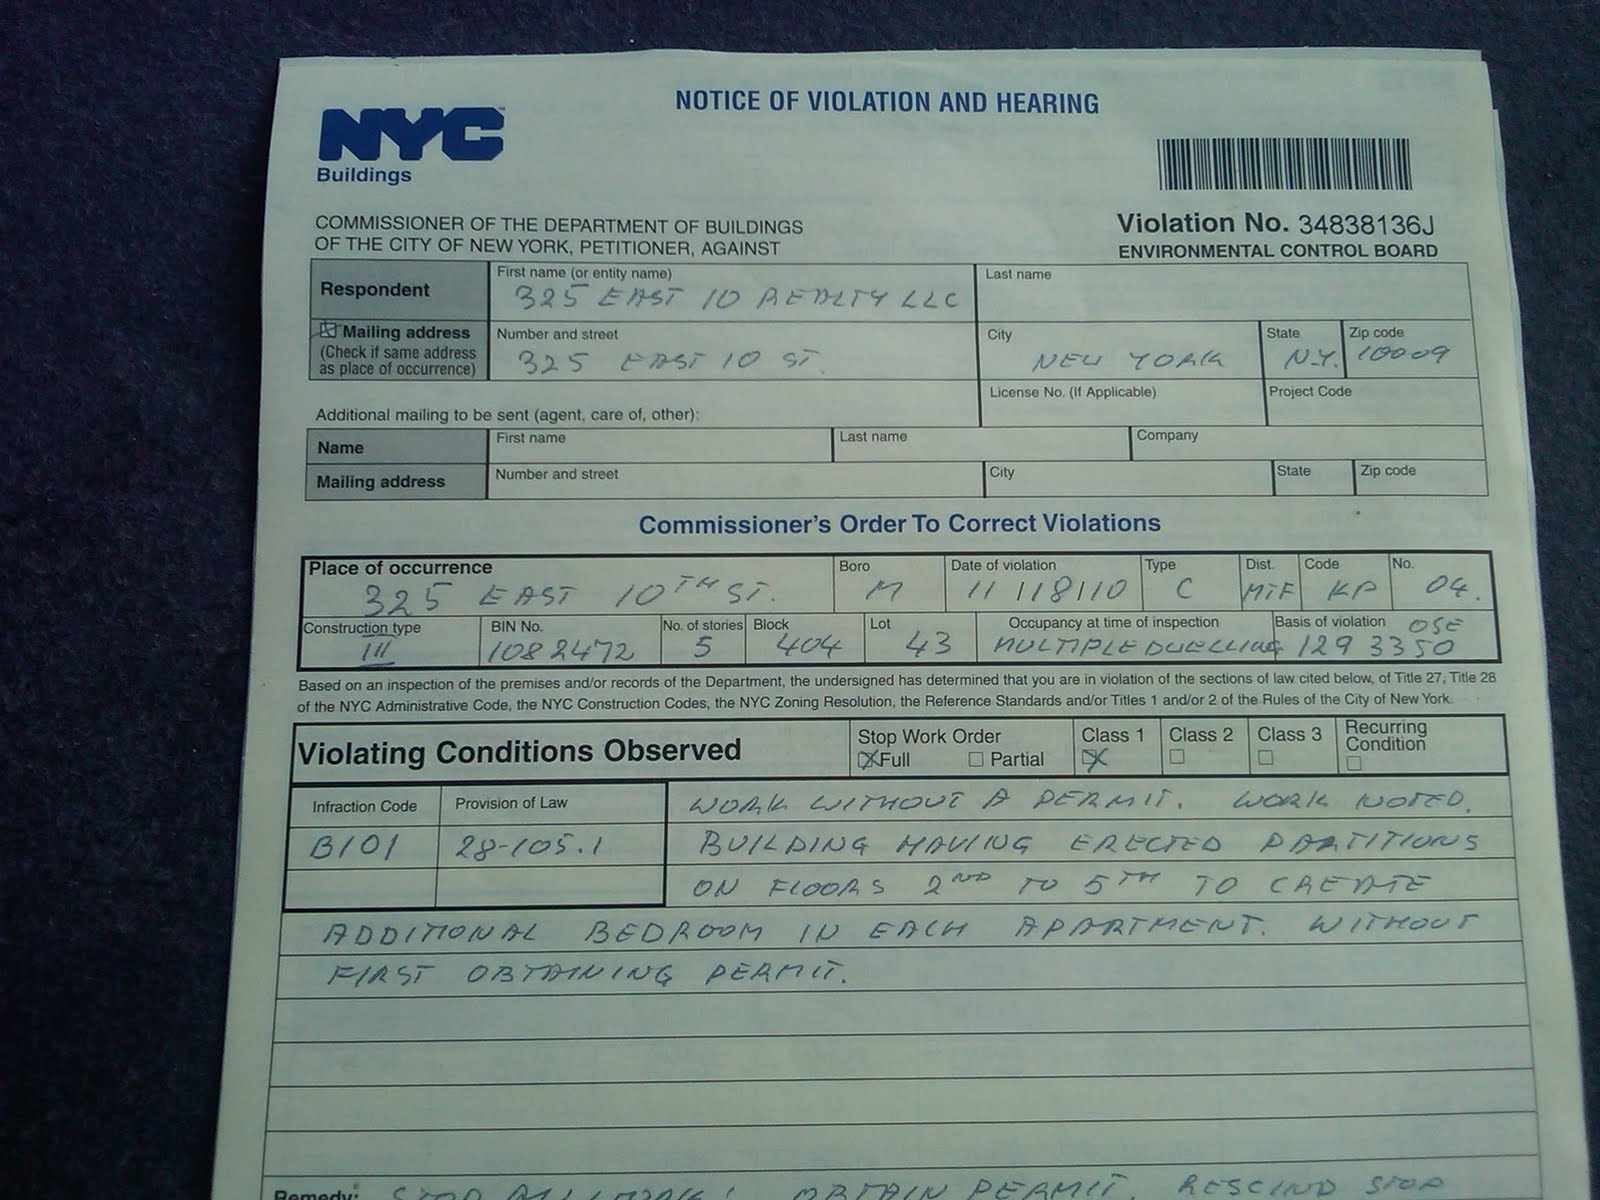 NOTICE OF VIOLATION AND HEARING
NYC™
Buildings
COMMISSIONER OF THE DEPARTMENT OF BUILDINGS
OF THE CITY OF NEW YORK, PETITIONER, AGAINST
Violation No. 34838136J
ENVIRONMENTAL CONTROL BOARD
Respondent
First name (or entity name)
325 EAST 10 REALTY LLC
Last name
Mailing address
(Check if same address
as place of occurrence)
Number and street
325 EAST 10 ST.
City
NEW YORK
State
N.Y.
Zip code
10009
License No. (If Applicable)
Project Code
Additional mailing to be sent (agent, care of, other):
Name
First name
Last name
Company
Mailing address
Number and street
City
State
Zip code
Commissioner's Order To Correct Violations
Place of occurrence
325 EAST 10TH ST.
Boro
M
Date of violation
11 118110
Type
C
Dist.
MTF
Code
KP
No.
04.
Construction type
III
BIN No.
1082472
No. of stories
5
Block
404
Lot
43
Occupancy at time of inspection
MULTIPLE DWELLING
Basis of violation
OSE
129 3350
Based on an inspection of the premises and/or records of the Department, the undersigned has determined that you are in violation of the sections of law cited below, of Title 27, Title 28
of the NYC Administrative Code, the NYC Construction Codes, the NYC Zoning Resolution, the Reference Standards and/or Titles 1 and/or 2 of the Rules of the City of New York.
Violating Conditions Observed
Stop Work Order
Full
Partial
Class 1
Class 2
Class 3
Recurring
Condition
Infraction Code
Provision of Law
B101
28-105.1
WORK WITHOUT A PERMIT. WORK NOTED.
BUILDING HAVING ERECTED PARTITIONS
ON FLOORS 2ND TO 5TH TO CREATE
ADDITIONAL BEDROOM IN EACH APARTMENT. WITHOUT
FIRST OBTAINING PERMIT.
Remedy: STOP ALL WORK! OBTAIN PERMIT. RESCIND STOP